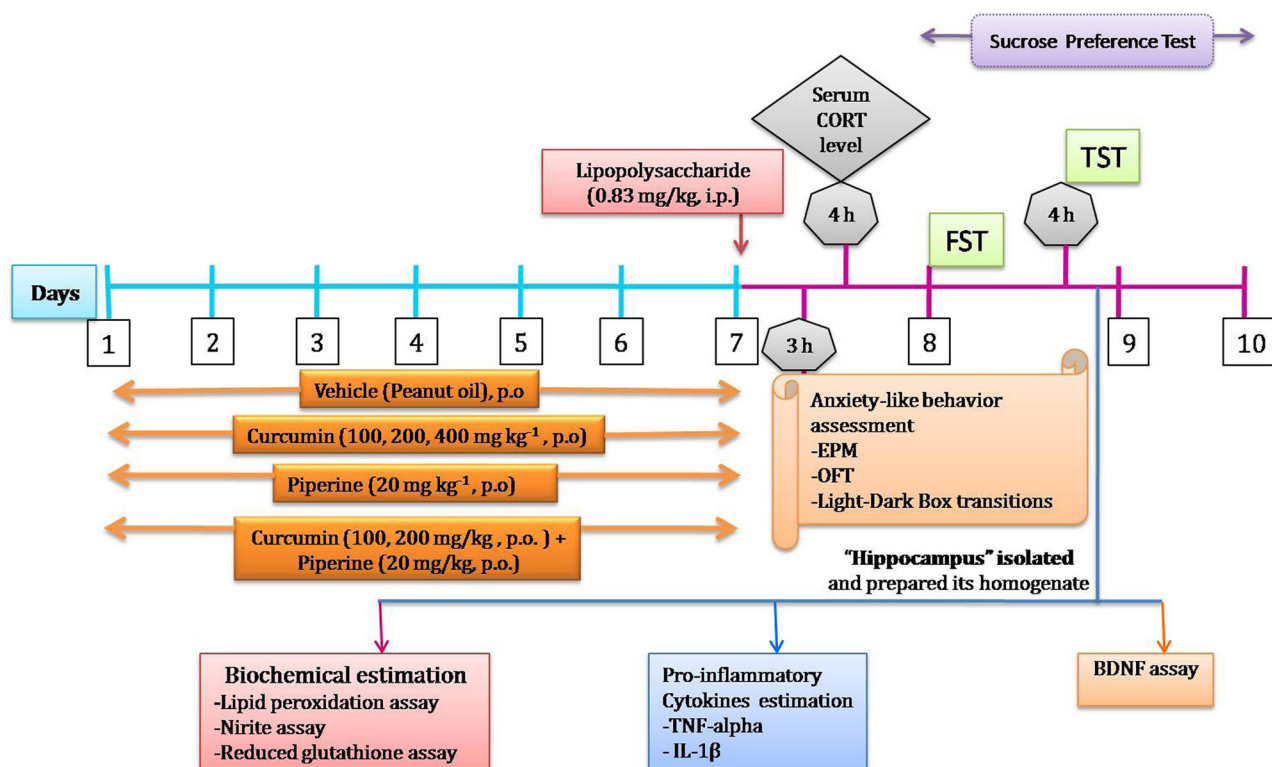 Sucrose Preference Test
Serum
CORT
level
Lipopolysaccharide
(0.83 mg/kg, i.p.)
TST
4 h
4 h
FST
Days
1
2
3
4
5
6
7
3 h
8
9
10
Vehicle (Peanut oil), p.o
Curcumin (100, 200, 400 mg kg⁻¹ , p.o)
Piperine (20 mg kg⁻¹, p.o)
Curcumin (100, 200 mg/kg , p.o. ) +
Piperine (20 mg/kg, p.o.)
Anxiety-like behavior
assessment
-EPM
-OFT
-Light-Dark Box transitions
“Hippocampus” isolated
and prepared its homogenate
Biochemical estimation
-Lipid peroxidation assay
-Nirite assay
-Reduced glutathione assay
Pro-inflammatory
Cytokines estimation
-TNF-alpha
- IL-1β
BDNF assay